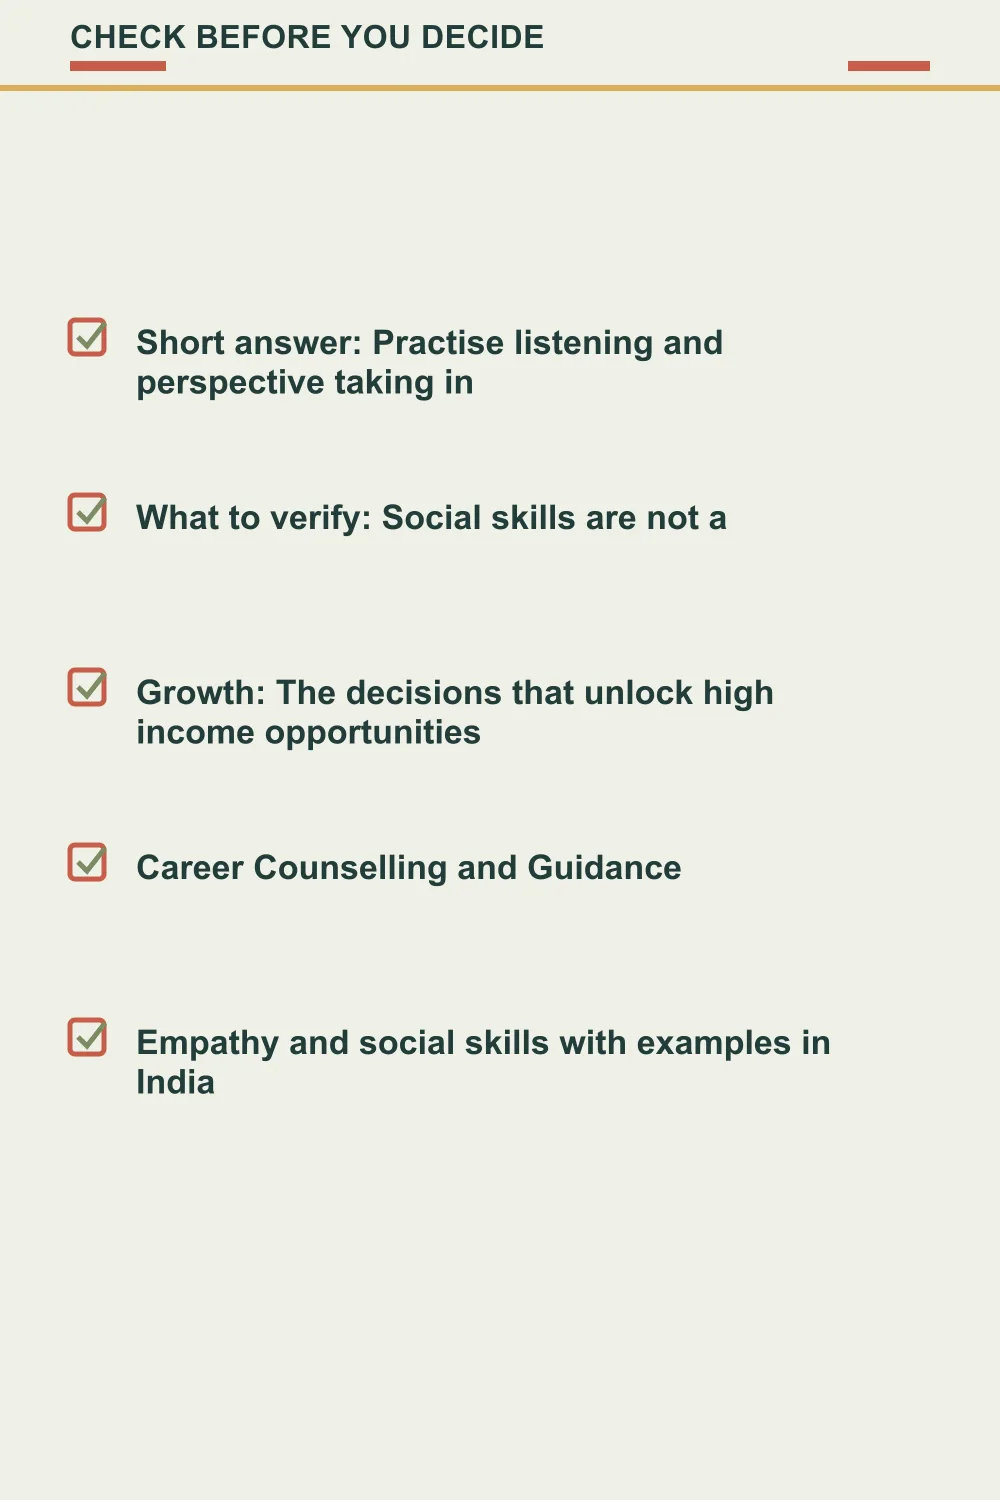 CHECK BEFORE YOU DECIDE
Short answer: Practise listening and
perspective taking in
What to verify: Social skills are not a
Growth: The decisions that unlock high
income opportunities
Career Counselling and Guidance
Empathy and social skills with examples in
India